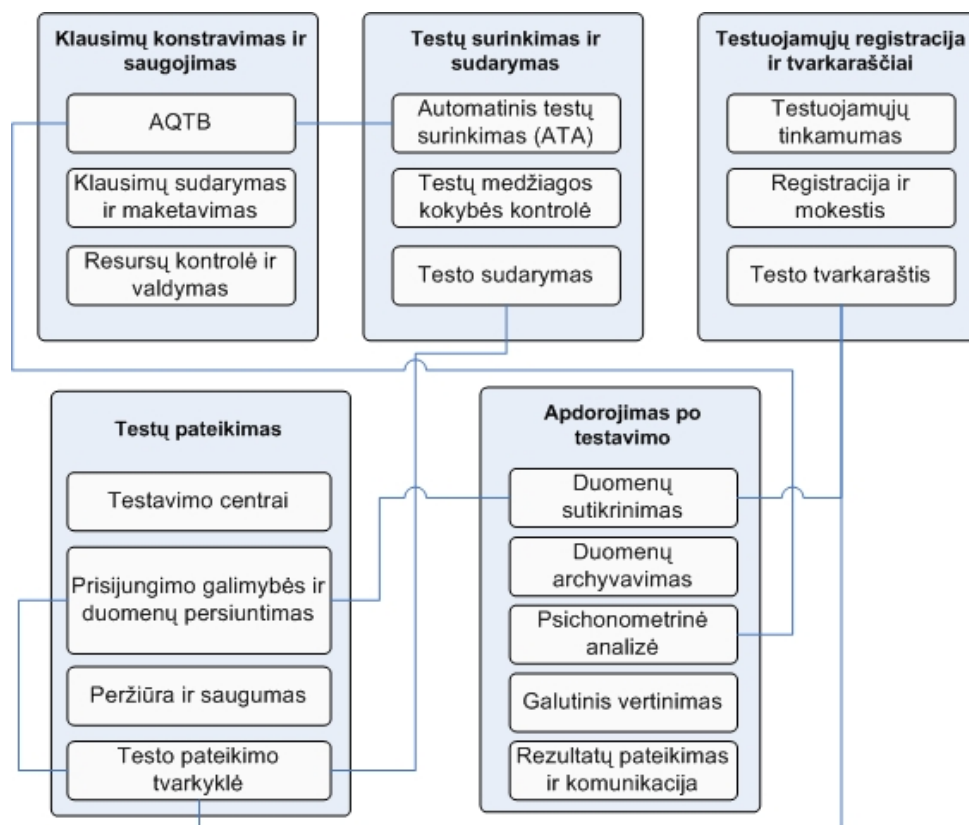 Klausimų konstravimas ir
saugojimas
AQTB
Klausimų sudarymas
ir maketavimas
Resursų kontrolė ir
valdymas
Testų surinkimas ir
sudarymas
Automatinis testų
surinkimas (ATA)
Testų medžiagos
kokybės kontrolė
Testo sudarymas
Testuojamųjų registracija
ir tvarkaraščiai
Testuojamųjų
tinkamumas
Registracija ir
mokestis
Testo tvarkaraštis
Testų pateikimas
Testavimo centrai
Prisijungimo galimybės ir
duomenų persiuntimas
Peržiūra ir saugumas
Testo pateikimo
tvarkyklė
Apdorojimas po
testavimo
Duomenų
sutikrinimas
Duomenų
archyvavimas
Psichonometrinė
analizė
Galutinis vertinimas
Rezultatų pateikimas
ir komunikacija